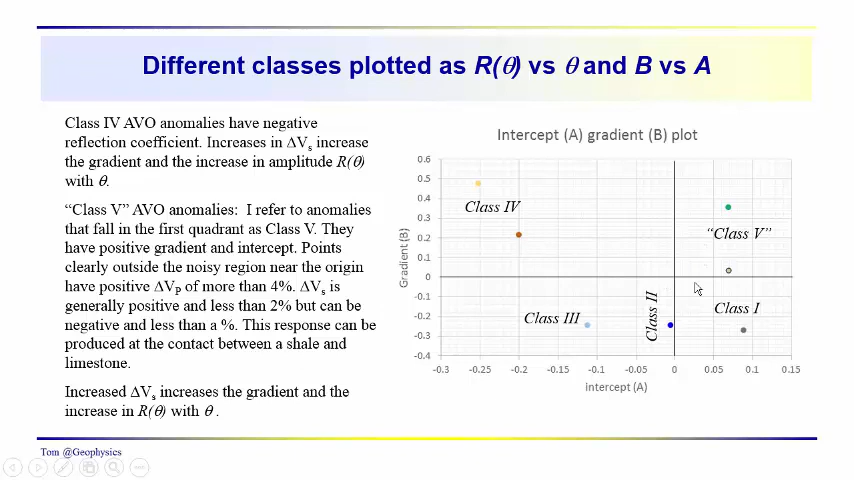 Different classes plotted as R(θ) vs θ and B vs A
Class IV AVO anomalies have negative
reflection coefficient. Increases in ΔVs increase
the gradient and the increase in amplitude R(θ)
with θ.
“Class V” AVO anomalies: I refer to anomalies
that fall in the first quadrant as Class V. They
have positive gradient and intercept. Points
clearly outside the noisy region near the origin
have positive ΔVP of more than 4%. ΔVs is
generally positive and less than 2% but can be
negative and less than a %. This response can be
produced at the contact between a shale and
limestone.
Increased ΔVs increases the gradient and the
increase in R(θ) with θ .
Intercept (A) gradient (B) plot
0.6
0.5
0.4
0.3
0.2
0.1
0
-0.1
-0.2
-0.3
-0.4
Gradient (B)
Class IV
“Class V”
Class III
Class II
Class I
-0.3 -0.25 -0.2 -0.15 -0.1 -0.05 0 0.05 0.1 0.15
intercept (A)
Tom @Geophysics